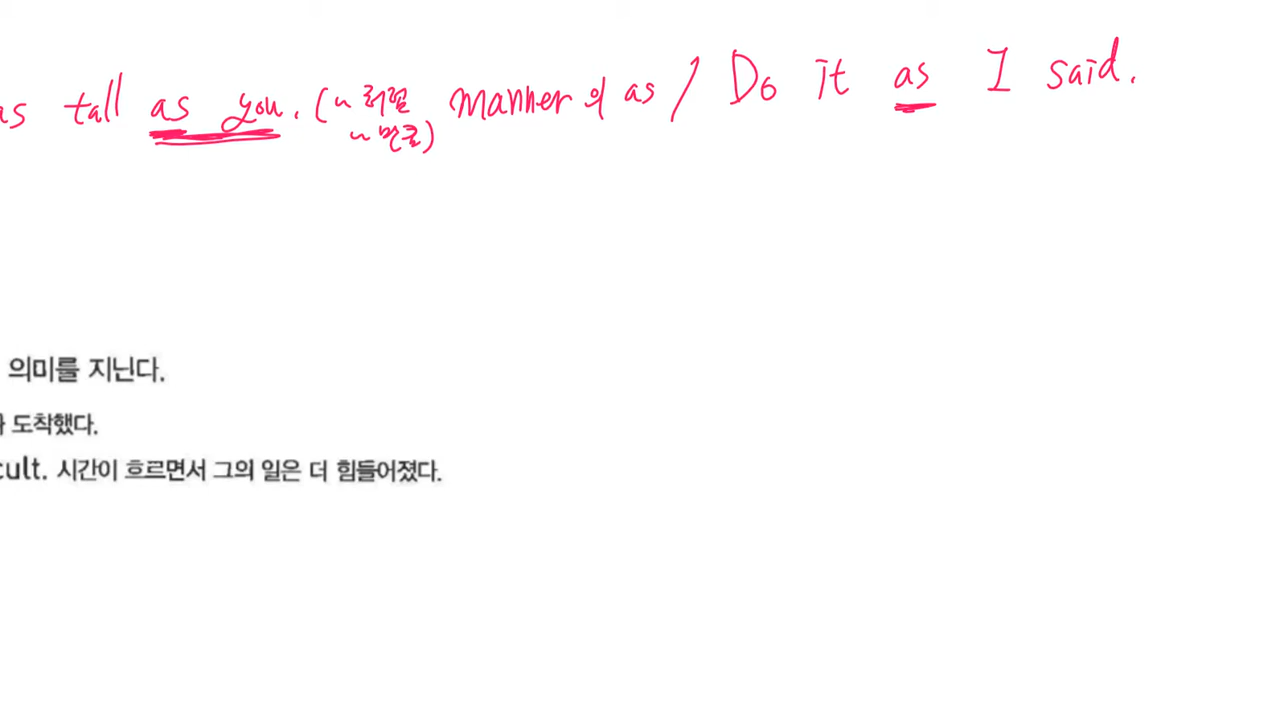 as tall as you. (~처럼 manner의 as / Do it as I said.
~만큼)
의미를 지닌다.
도착했다.
cult. 시간이 흐르면서 그의 일은 더 힘들어졌다.